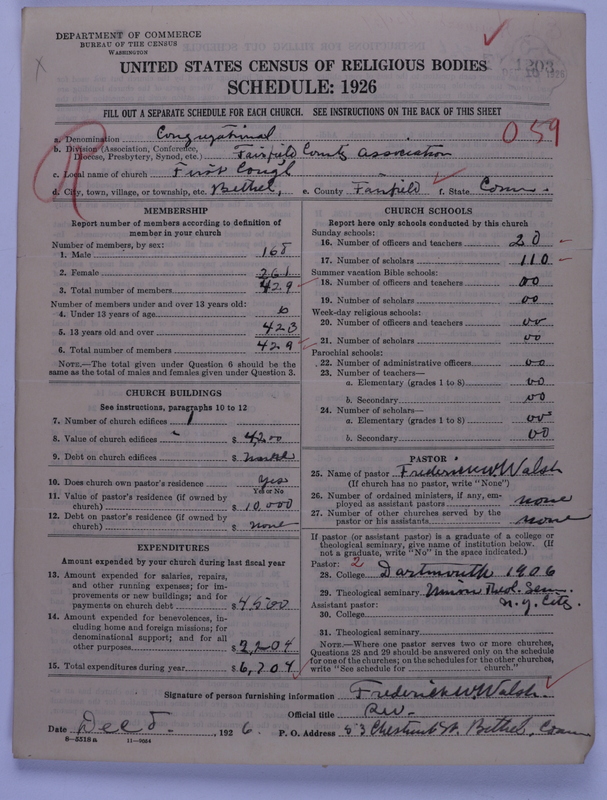 DEPARTMENT OF COMMERCE
BUREAU OF THE CENSUS
WASHINGTON
UNITED STATES CENSUS OF RELIGIOUS BODIES
SCHEDULE: 1926
FILL OUT A SEPARATE SCHEDULE FOR EACH CHURCH. SEE INSTRUCTIONS ON THE BACK OF THIS SHEET
059
a. Denomination Congregational
b. Division (Association, Conference, Diocese, Presbytery, Synod, etc.) Fairfield County Association
c. Local name of church First Cong'l
d. City, town, village, or township, etc. Bethel, e. County Fairfield f. State Conn.
MEMBERSHIP
Report number of members according to definition of
member in your church
Number of members, by sex:
1. Male 168
2. Female 261
3. Total number of members 429
Number of members under and over 13 years old:
4. Under 13 years of age 6
5. 13 years old and over 423
6. Total number of members 429
NOTE.—The total given under Question 6 should be
same as the total of males and females given under Question 3.
CHURCH BUILDINGS
See instructions, paragraphs 10 to 12
7. Number of church edifices 1
8. Value of church edifices $
9. Debt on church edifices $
10. Does church own pastor's residence Yes
Yes or No
11. Value of pastor's residence (if owned by
church) $ 10,000
12. Debt on pastor's residence (if owned by
church) $ none
EXPENDITURES
Amount expended by your church during last fiscal year
13. Amount expended for salaries, repairs,
and other running expenses; for im-
provements or new buildings; and for
payments on church debt $ 4500
14. Amount expended for benevolences, in-
cluding home and foreign missions; for
denominational support; and for all
other purposes $ 2,204
15. Total expenditures during year $ 6,704
CHURCH SCHOOLS
Report here only schools conducted by this church
Sunday schools:
16. Number of officers and teachers 20
17. Number of scholars 110
Summer vacation Bible schools:
18. Number of officers and teachers 00
19. Number of scholars 00
Week-day religious schools:
20. Number of officers and teachers 00
21. Number of scholars 00
Parochial schools:
22. Number of administrative officers 00
23. Number of teachers—
a. Elementary (grades 1 to 8) 00
b. Secondary 00
24. Number of scholars—
a. Elementary (grades 1 to 8) 00
b. Secondary 00
PASTOR
25. Name of pastor Frederick W. Walsh
(If church has no pastor, write "None")
26. Number of ordained ministers, if any, em-
ployed as assistant pastors none
27. Number of other churches served by the
pastor or his assistants none
If pastor (or assistant pastor) is a graduate of a college or
theological seminary, give name of institution below. (If
not a graduate, write "No" in the space indicated.)
Pastor: 2
28. College Dartmouth 1906
29. Theological seminary Union Theol. Sem.
Assistant pastor: N.Y. City.
30. College
31. Theological seminary
NOTE.—Where one pastor serves two or more churches,
Questions 28 and 29 should be answered only on the schedule
for one of the churches; on the schedules for the other churches,
write "See schedule for church."
Signature of person furnishing information Frederick W. Walsh
Official title Rev.
Date Dec 8, 1926. P. O. Address 53 Chestnut St. Bethel, Conn
8—5518a 11—9084